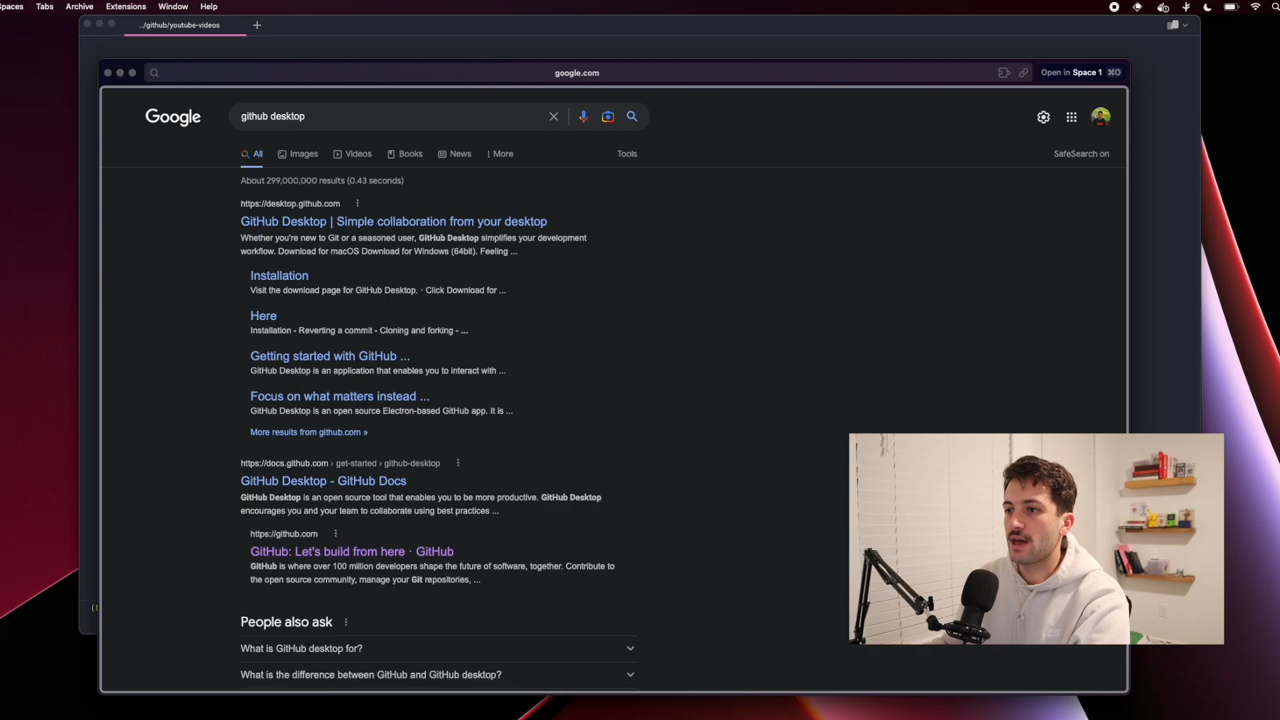 Spaces Tabs Archive Extensions Window Help
../github/youtube-videos
google.com
Open in Space 1 ⌘O
Google
github desktop
All Images Videos Books News More Tools SafeSearch on
About 299,000,000 results (0.43 seconds)
https://desktop.github.com
GitHub Desktop | Simple collaboration from your desktop
Whether you're new to Git or a seasoned user, GitHub Desktop simplifies your development
workflow. Download for macOS Download for Windows (64bit). Feeling ...
Installation
Visit the download page for GitHub Desktop. · Click Download for ...
Here
Installation - Reverting a commit - Cloning and forking - ...
Getting started with GitHub ...
GitHub Desktop is an application that enables you to interact with ...
Focus on what matters instead ...
GitHub Desktop is an open source Electron-based GitHub app. It is ...
More results from github.com »
https://docs.github.com › get-started › github-desktop
GitHub Desktop - GitHub Docs
GitHub Desktop is an open source tool that enables you to be more productive. GitHub Desktop
encourages you and your team to collaborate using best practices ...
https://github.com
GitHub: Let's build from here · GitHub
GitHub is where over 100 million developers shape the future of software, together. Contribute to
the open source community, manage your Git repositories, ...
People also ask
What is GitHub desktop for?
What is the difference between GitHub and GitHub desktop?